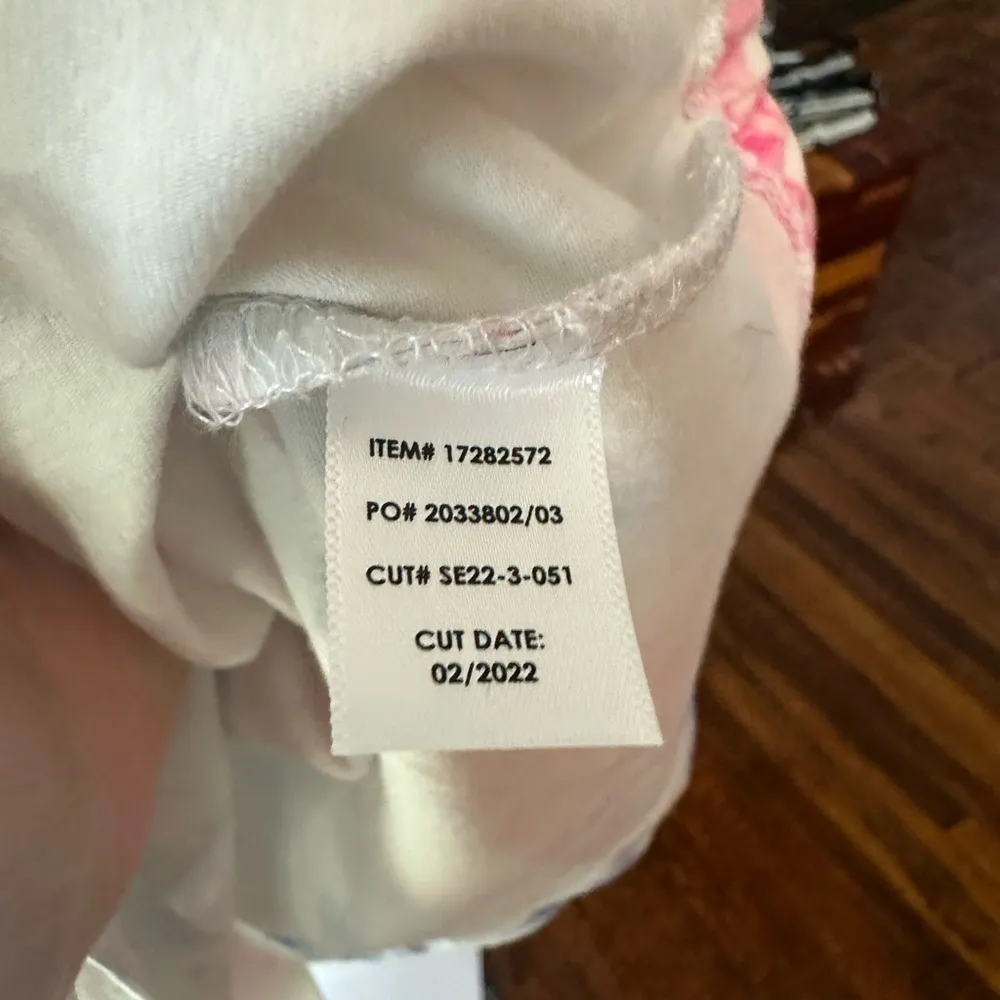 ITEM# 17282572
PO# 2033802/03
CUT# SE22-3-051
CUT DATE:
02/2022